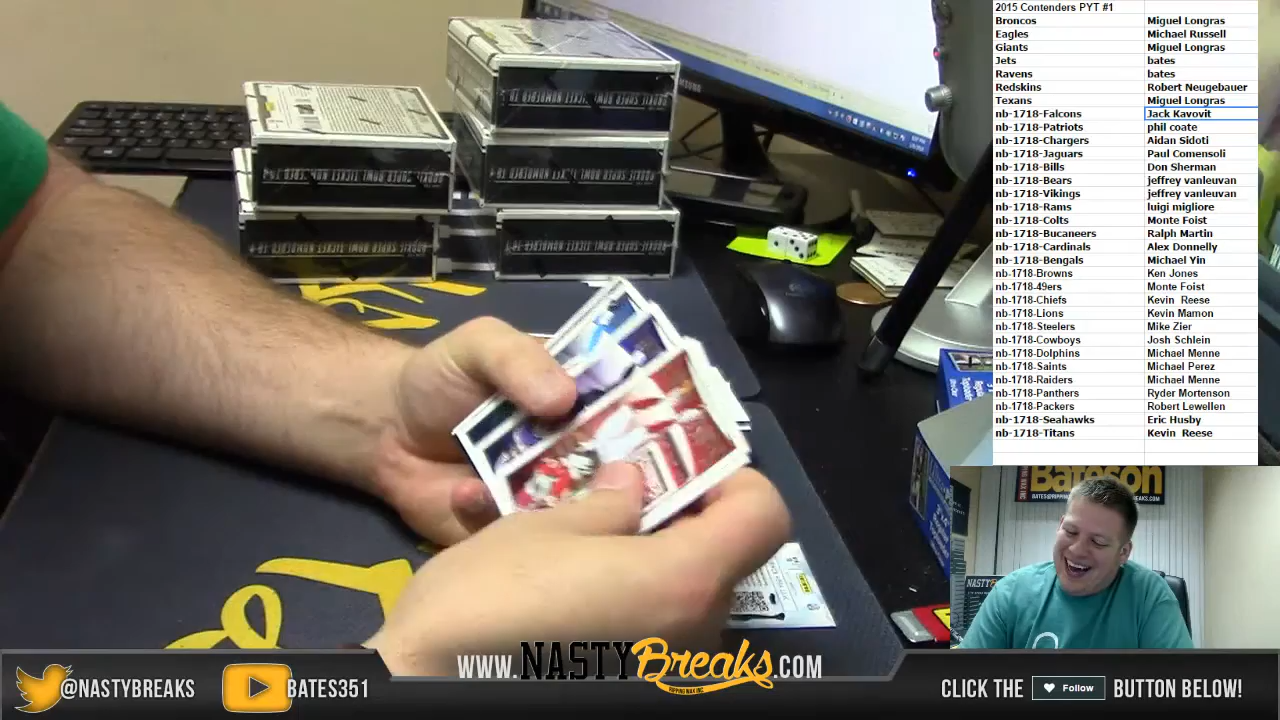 2015 Contenders PYT #1
Broncos Miguel Longras
Eagles Michael Russell
Giants Miguel Longras
Jets bates
Ravens bates
Redskins Robert Neugebauer
Texans Miguel Longras
nb-1718-Falcons Jack Kavovit
nb-1718-Patriots phil coate
nb-1718-Chargers Aidan Sidoti
nb-1718-Jaguars Paul Comensoli
nb-1718-Bills Don Sherman
nb-1718-Bears jeffrey vanleuvan
nb-1718-Vikings jeffrey vanleuvan
nb-1718-Rams luigi migliore
nb-1718-Colts Monte Foist
nb-1718-Bucaneers Ralph Martin
nb-1718-Cardinals Alex Donnelly
nb-1718-Bengals Michael Yin
nb-1718-Browns Ken Jones
nb-1718-49ers Monte Foist
nb-1718-Chiefs Kevin Reese
nb-1718-Lions Kevin Mamon
nb-1718-Steelers Mike Zier
nb-1718-Cowboys Josh Schlein
nb-1718-Dolphins Michael Menne
nb-1718-Saints Michael Perez
nb-1718-Raiders Michael Menne
nb-1718-Panthers Ryder Mortenson
nb-1718-Packers Robert Lewellen
nb-1718-Seahawks Eric Husby
nb-1718-Titans Kevin Reese
SAMSUNG
Bateson
NASTY
@NASTYBREAKS
BATES351
WWW.NASTYBreaks.COM
RIPPING WAX INC
CLICK THE Follow BUTTON BELOW!